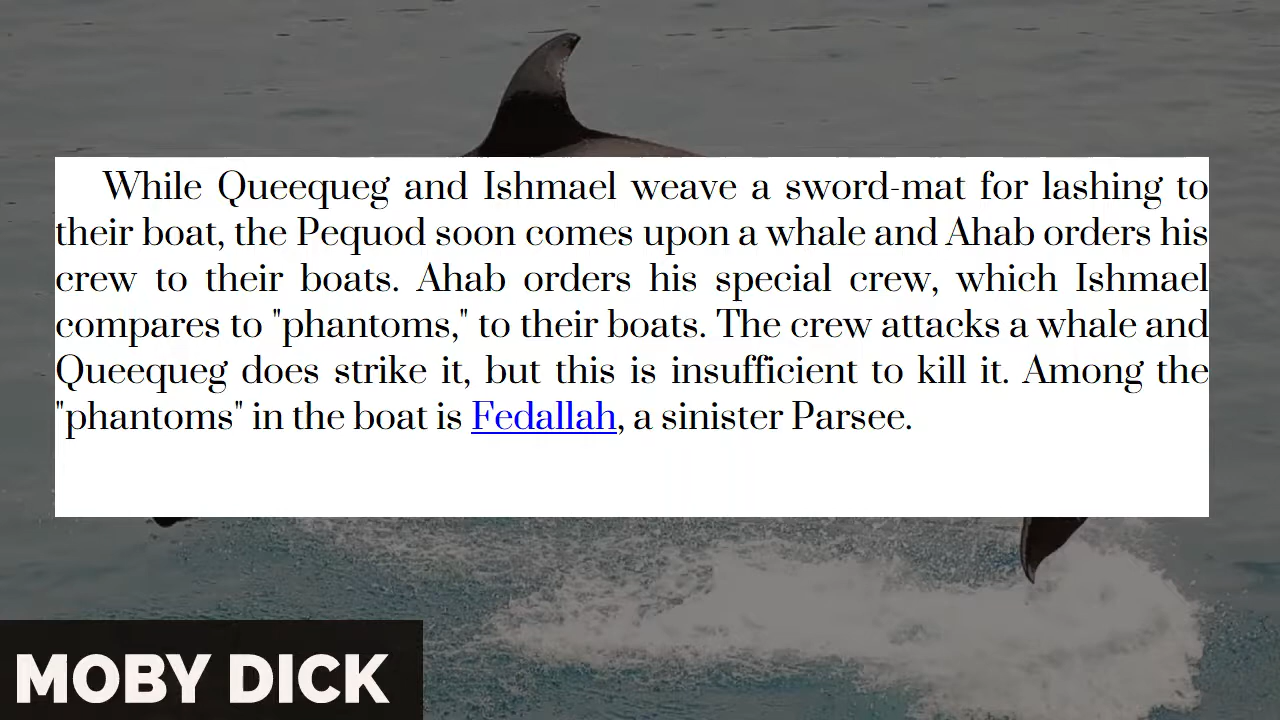 While Queequeg and Ishmael weave a sword-mat for lashing to
their boat, the Pequod soon comes upon a whale and Ahab orders his
crew to their boats. Ahab orders his special crew, which Ishmael
compares to "phantoms," to their boats. The crew attacks a whale and
Queequeg does strike it, but this is insufficient to kill it. Among the
"phantoms" in the boat is Fedallah, a sinister Parsee.
MOBY DICK